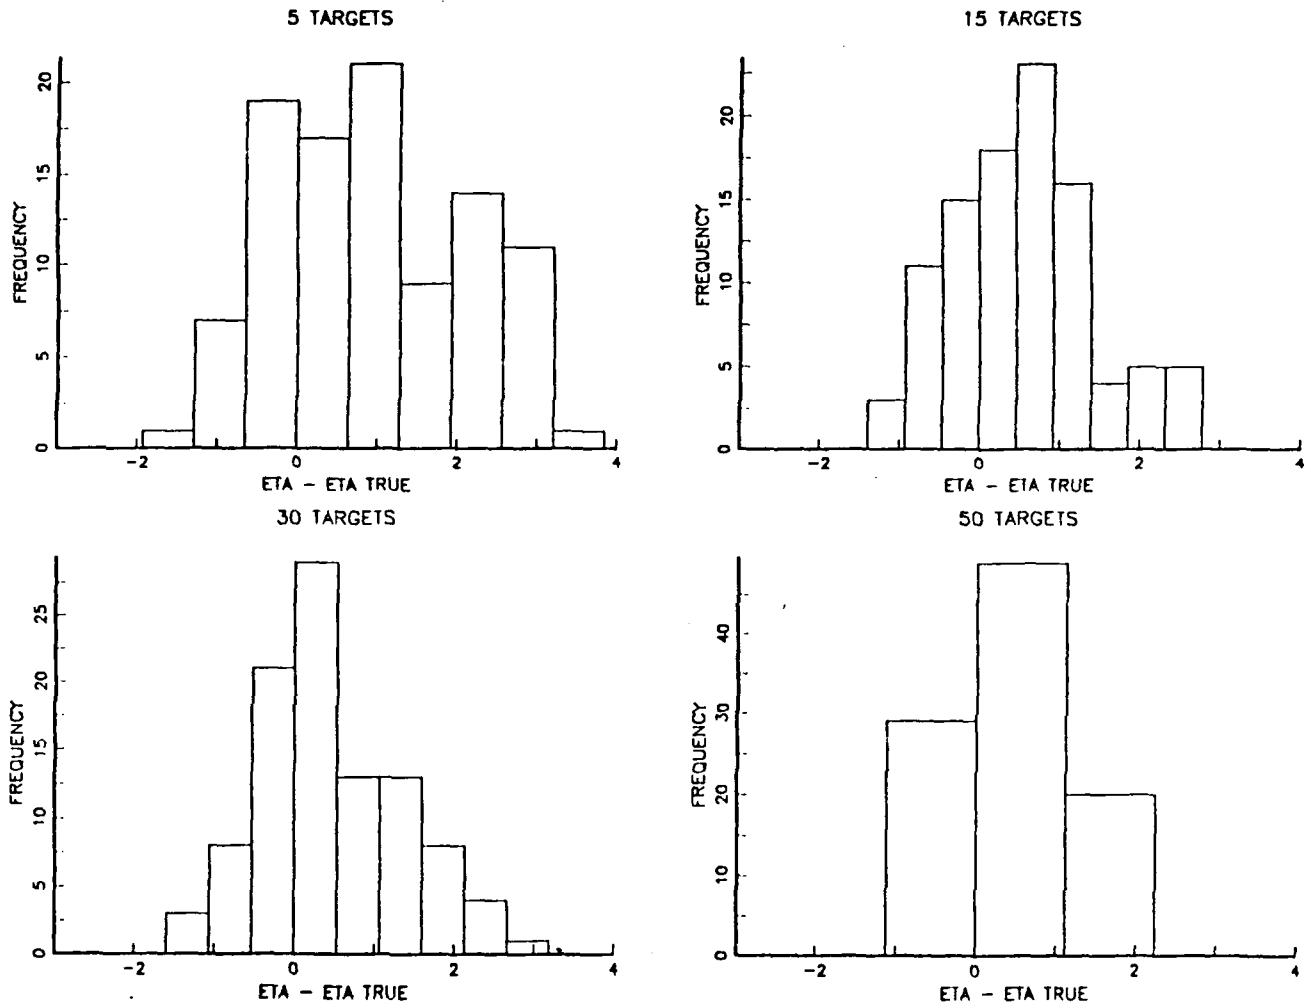 5 TARGETS
FREQUENCY
0 5 10 15 20
-2 0 2 4
ETA - ETA TRUE
15 TARGETS
FREQUENCY
0 5 10 15 20
-2 0 2 4
ETA - ETA TRUE
30 TARGETS
FREQUENCY
0 5 10 15 20 25
-2 0 2 4
ETA - ETA TRUE
50 TARGETS
FREQUENCY
0 10 20 30 40
-2 0 2 4
ETA - ETA TRUE